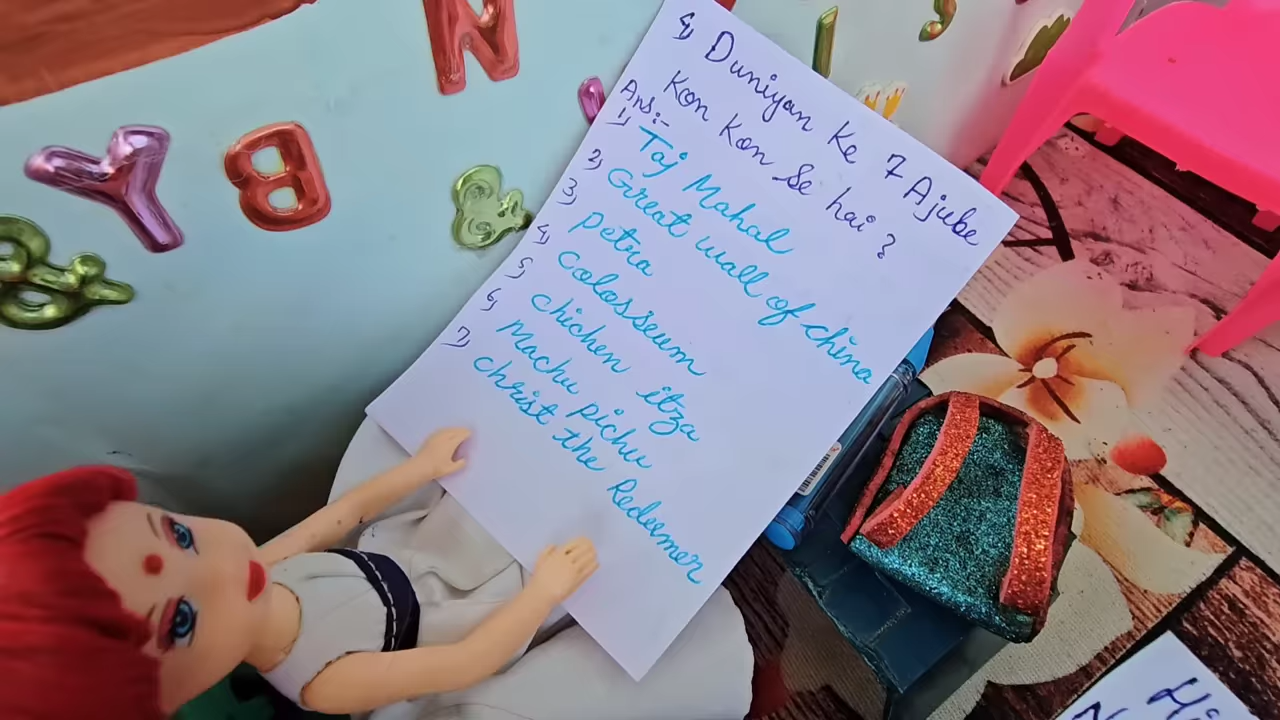 Q) Duniyan Ke 7 Ajube
Kon Kon Se hai ?
Ans:-
1) Taj Mahal
2) Great wall of china
3) Petra
4) Colosseum
5) Chichen itza
6) Machu pichu
7) Christ the Redeemer
N
Y
B
&
Hi